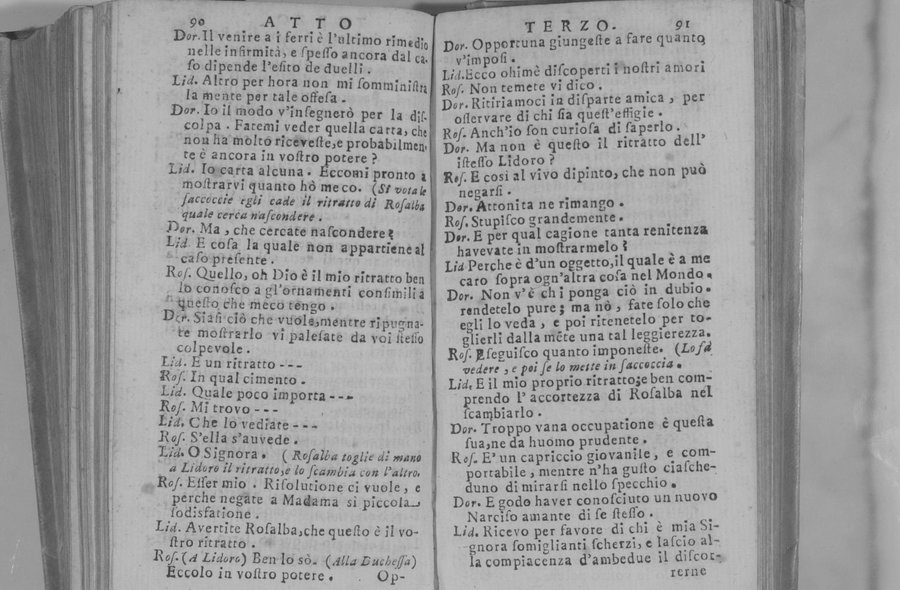 90 ATTO
Dor. Il venire a i ferri è l'ultimo rimedio
nelle infirmità, e speſſo ancora dal ca-
ſo dipende l'eſito de duelli.
Lid. Altro per hora non mi ſomminiſtra
la mente per tale offeſa.
Dor. Io il modo v'inſegnerò per la diſ-
colpa. Fatemi veder quella carta, che
non ha molto riceveſte, e probabilmen-
te è ancora in voſtro potere?
Lid. Io carta alcuna. Eccomi pronto a
moſtrarvi quanto hò meco. (Si vota le
ſaccoccie egli cade il ritratto di Roſalba
quale cerca naſcondere.
Dor. Ma, che cercate naſcondere?
Lid. E coſa la quale non appartiene al
caſo preſente.
Roſ. Quello, oh Dio è il mio ritratto ben
lo conoſco a gl'ornamenti conſimili a
queſto che meco tengo.
Dor. Siaſi ciò che vuole, mentre ripugna-
te moſtrarlo vi paleſate da voi ſteſſo
colpevole.
Lid. E un ritratto ---
Roſ. In qual cimento.
Lid. Quale poco importa ---
Roſ. Mi trovo ---
Lid. Che lo vediate ---
Roſ. S'ella s'auvede.
Lid. O Signora. (Roſalba toglie di mano
a Lidoro il ritratto, e lo ſcambia con l'altro.
Roſ. Eſſer mio. Riſolutione ci vuole, e
perche negate a Madama si piccola
ſodisfatione.
Lid. Avertite Roſalba, che queſto è il vo-
ſtro ritratto.
Roſ. (A Lidoro) Ben lo sò. (Alla Ducheſſa)
Eccolo in voſtro potere. Op-
TERZO. 91
Dor. Opportuna giungeſte a fare quanto
v'impoſi.
Lid. Ecco ohimè diſcoperti i noſtri amori
Roſ. Non temete vi dico.
Dor. Ritiriamoci in diſparte amica, per
oſſervare di chi ſia queſt'effigie.
Roſ. Anch'io ſon curioſa di ſaperlo.
Dor. Ma non è queſto il ritratto dell'
iſteſſo Lidoro?
Roſ. E cosi al vivo dipinto, che non può
negarſi.
Dor. Attonita ne rimango.
Roſ. Stupiſco grandemente.
Dor. E per qual cagione tanta renitenza
havevate in moſtrarmelo?
Lid Perche è d'un oggetto, il quale è a me
caro ſopra ogn'altra coſa nel Mondo.
Dor. Non v'è chi ponga ciò in dubio.
rendetelo pure; ma nò, fate ſolo che
egli lo veda, e poi ritenetelo per to-
glierli dalla mẽte una tal leggierezza.
Roſ. Eſeguiſco quanto imponeſte. (Lo fà
vedere, e poi ſe lo mette in ſaccoccia.
Lid. E il mio proprio ritratto; e ben com-
prendo l'accortezza di Roſalba nel
ſcambiarlo.
Dor. Troppo vana occupatione è queſta
ſua, ne da huomo prudente.
Roſ. E' un capriccio giovanile, e com-
portabile, mentre n'ha guſto ciaſche-
duno di mirarſi nello ſpecchio.
Dor. E godo haver conoſciuto un nuovo
Narciſo amante di ſe ſteſſo.
Lid. Ricevo per favore di chi è mia Si-
gnora ſomiglianti ſcherzi, e laſcio al-
la compiacenza d'ambedue il diſcor-
rerne